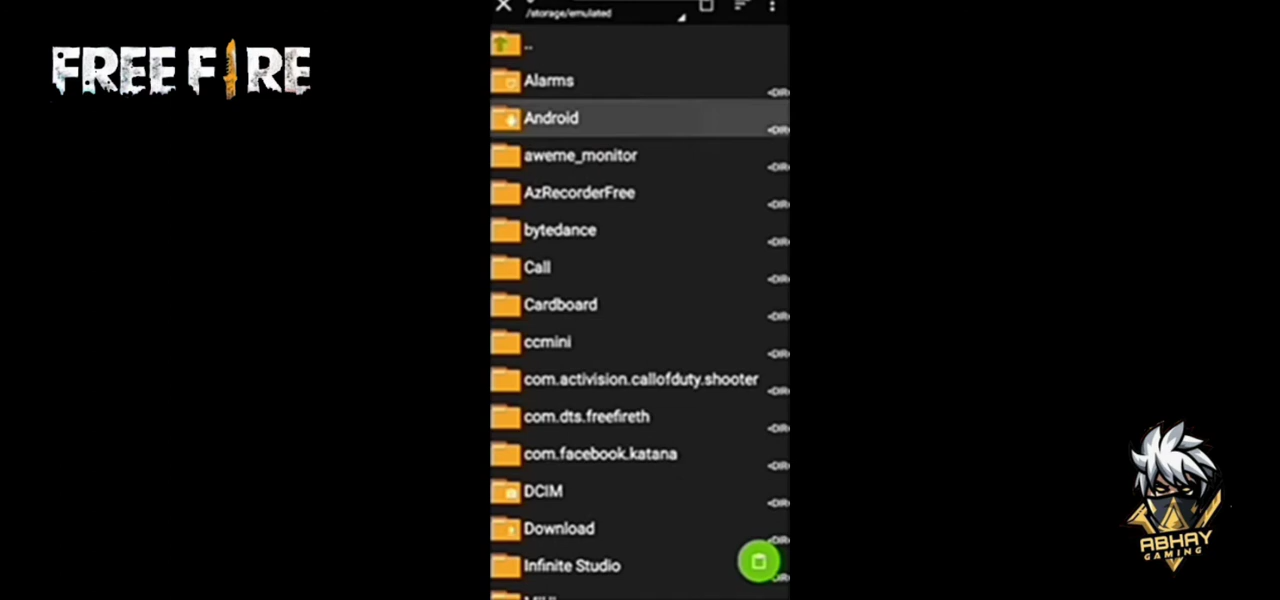 FREE FIRE
/storage/emulated
..
Alarms
Android
aweme_monitor
AzRecorderFree
bytedance
Call
Cardboard
ccmini
com.activision.callofduty.shooter
com.dts.freefireth
com.facebook.katana
DCIM
Download
Infinite Studio
ABHAY
GAMING